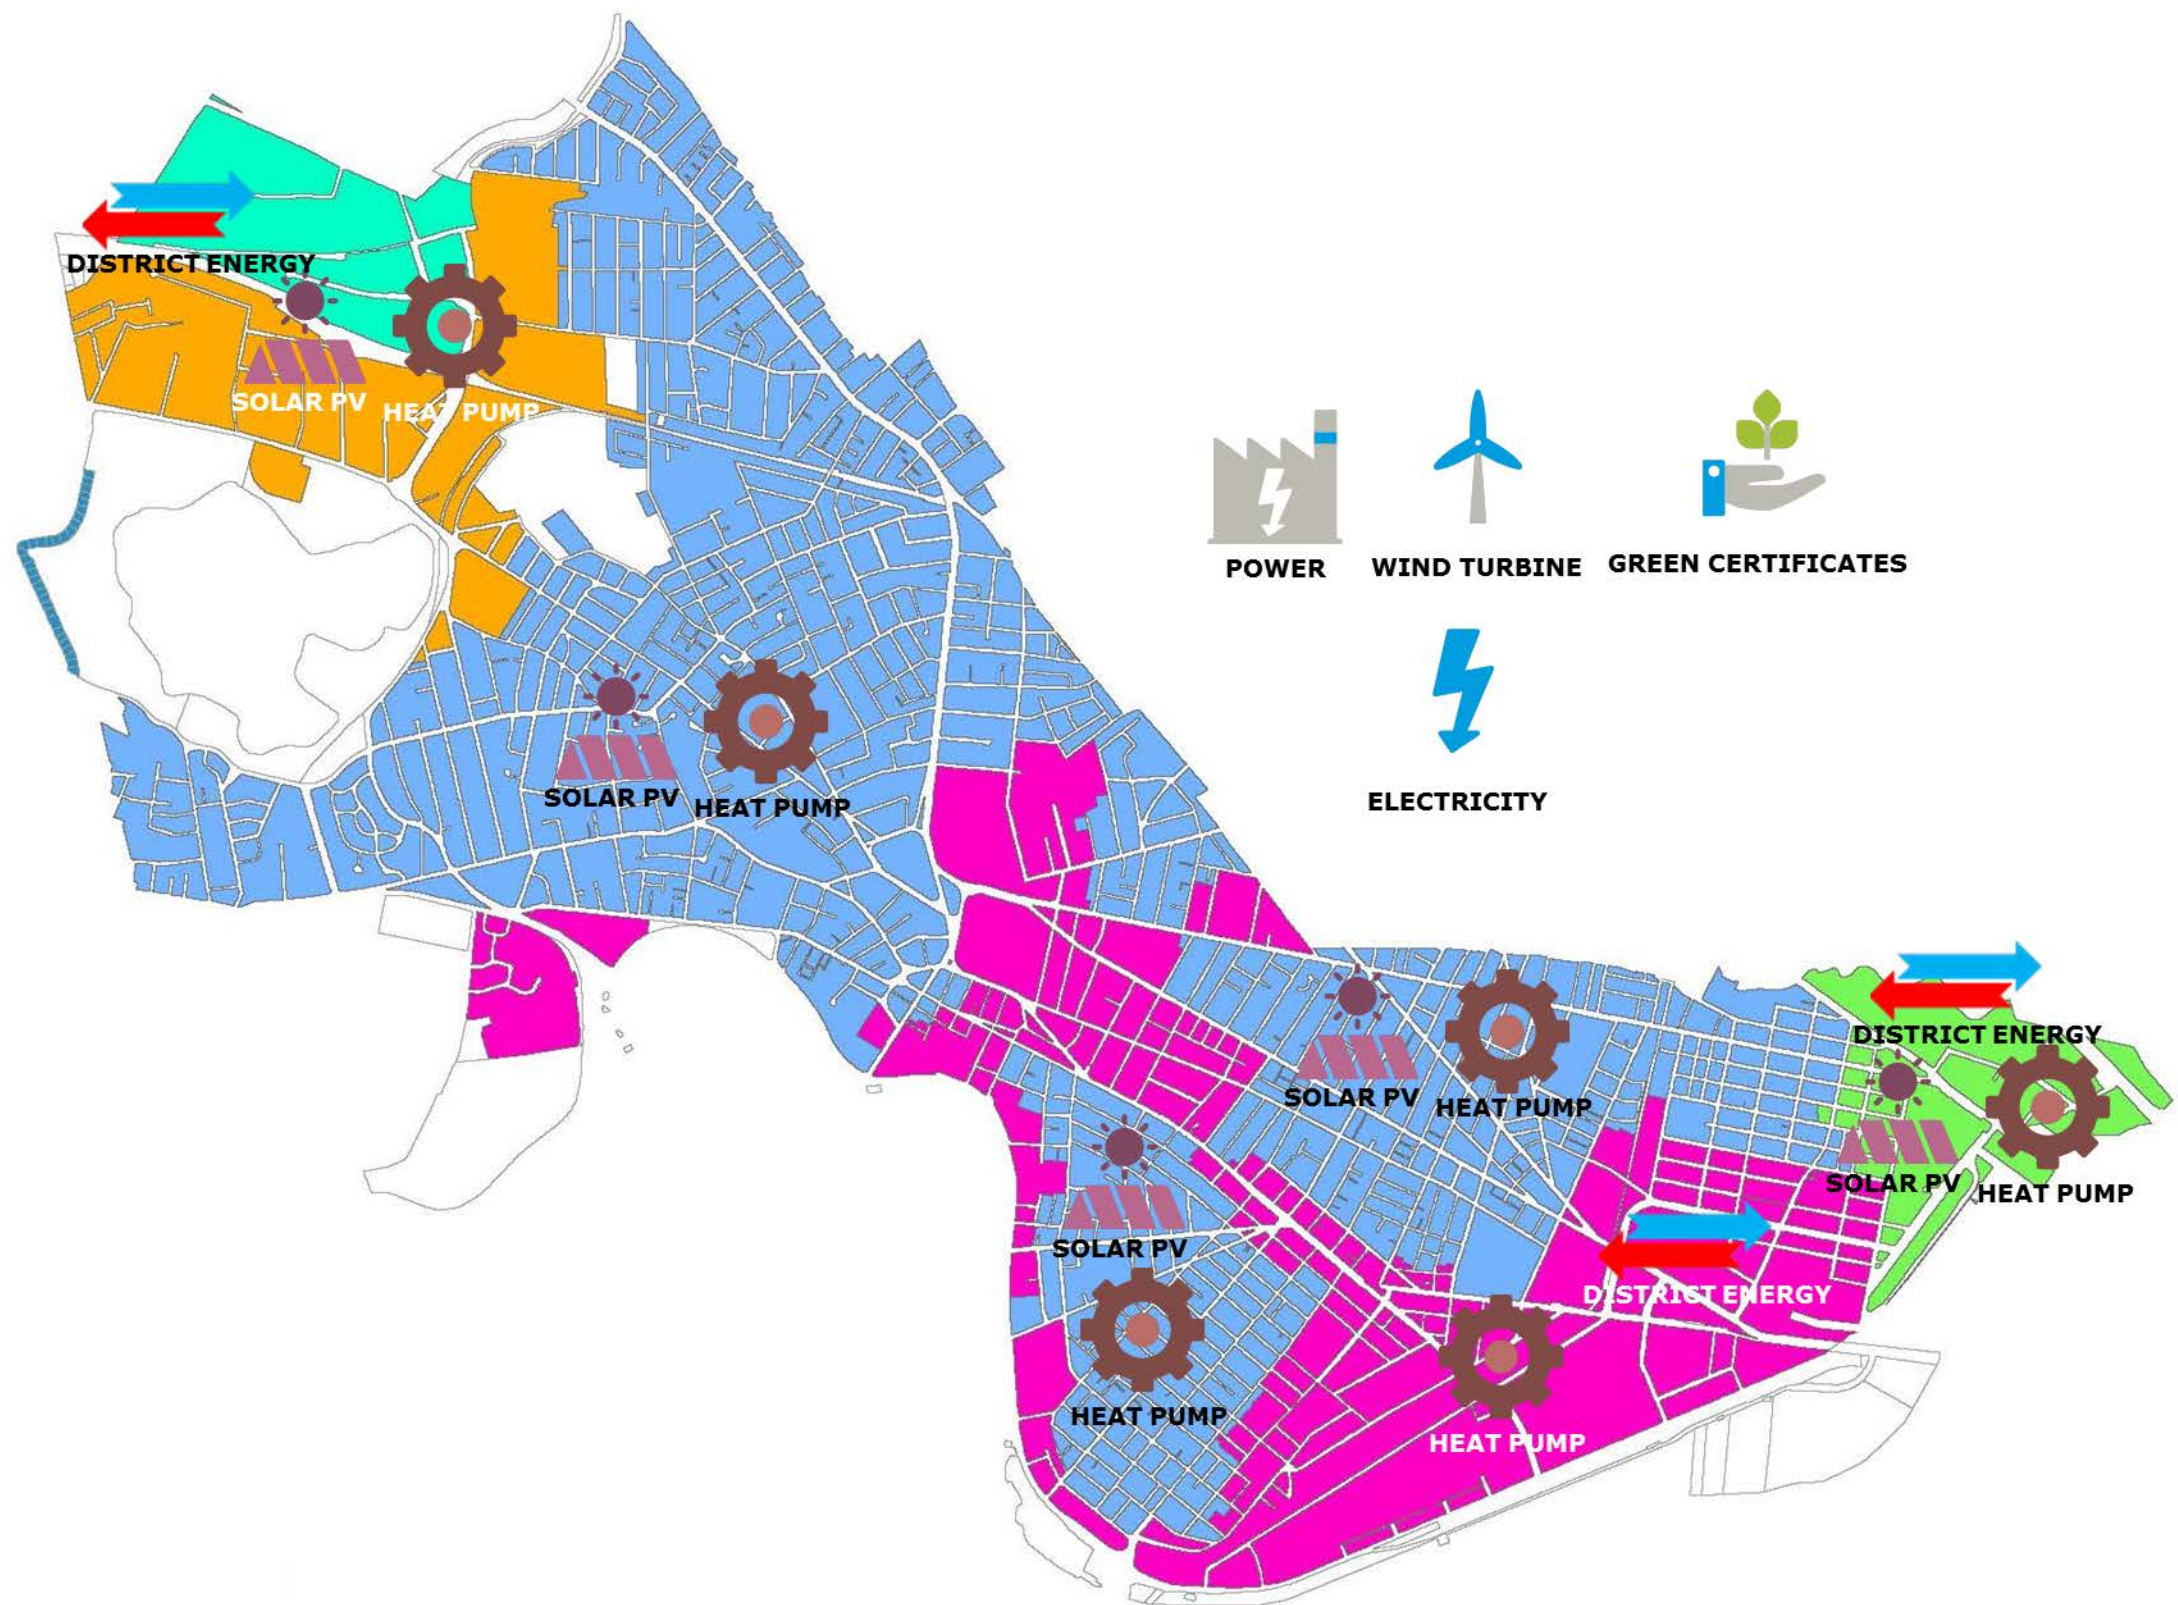 DISTRICT ENERGY
SOLAR PV
HEAT PUMP
POWER
WIND TURBINE
GREEN CERTIFICATES
ELECTRICITY
SOLAR PV
HEAT PUMP
DISTRICT ENERGY
SOLAR PV
HEAT PUMP
SOLAR PV
HEAT PUMP
SOLAR PV
DISTRICT ENERGY
HEAT PUMP
HEAT PUMP